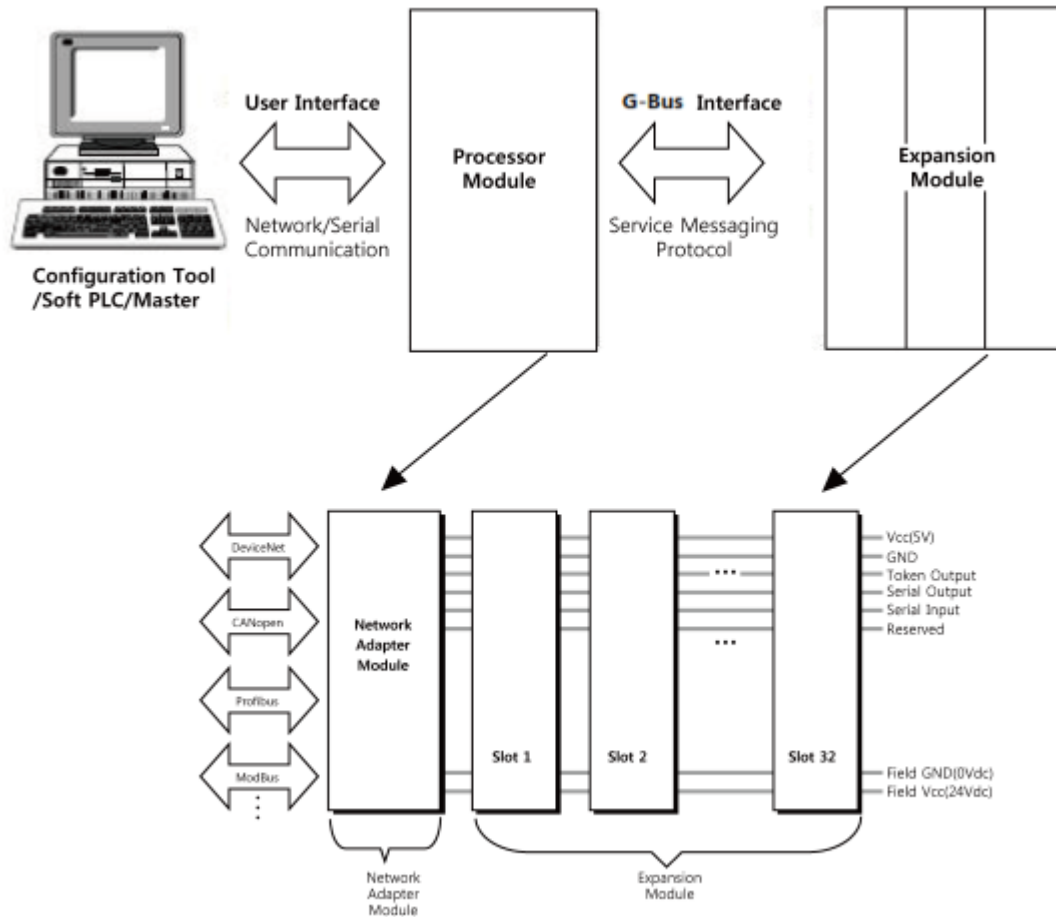 User Interface
Network/Serial
Communication
Configuration Tool
/Soft PLC/Master
Processor
Module
G-Bus Interface
Service Messaging
Protocol
Expansion
Module
DeviceNet
CANopen
Profibus
ModBus
Network
Adapter
Module
Slot 1
Slot 2
Slot 32
Vcc(5V)
GND
Token Output
Serial Output
Serial Input
Reserved
Field GND(0Vdc)
Field Vcc(24Vdc)
Network
Adapter
Module
Expansion
Module